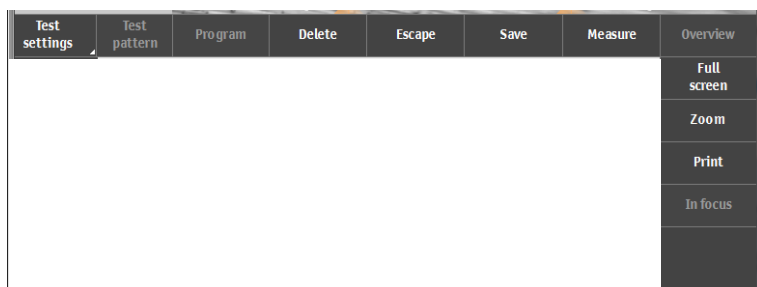 Test
settings
Test
pattern
Program
Delete
Escape
Save
Measure
Overview
Full
screen
Zoom
Print
In focus